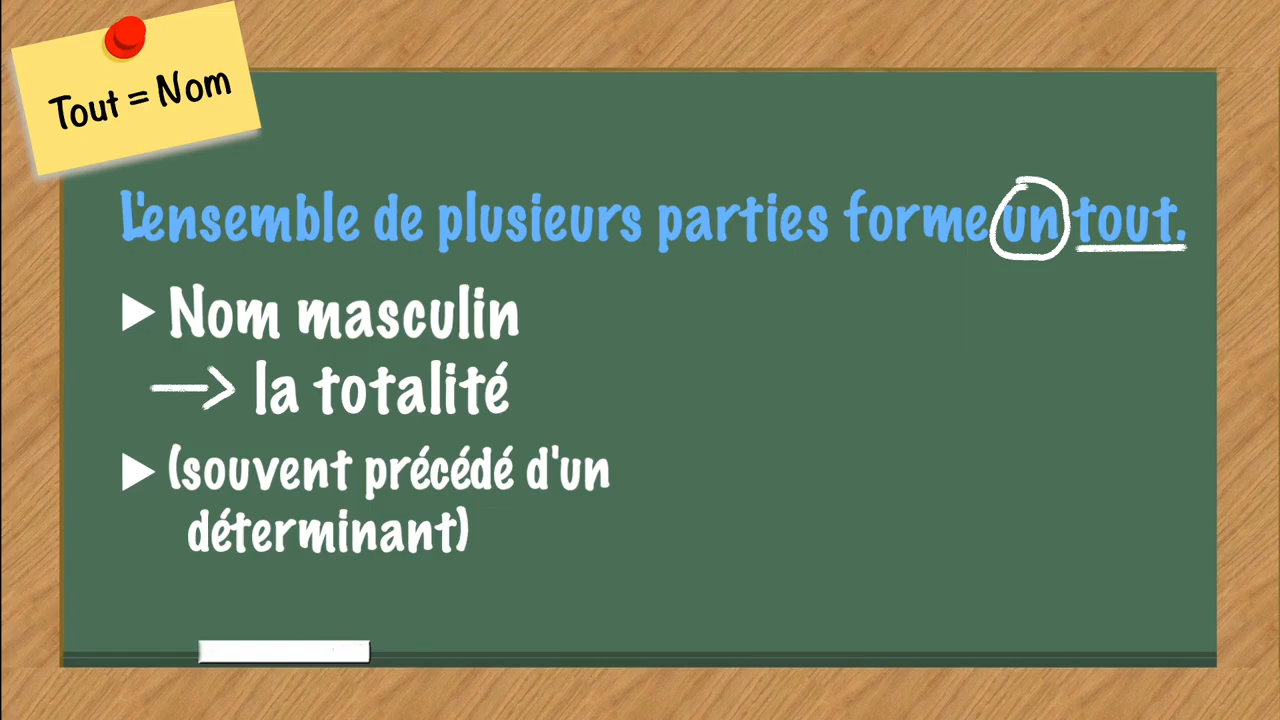 Tout = Nom
L'ensemble de plusieurs parties forme un tout.
▶ Nom masculin
—> la totalité
▶ (souvent précédé d'un
déterminant)